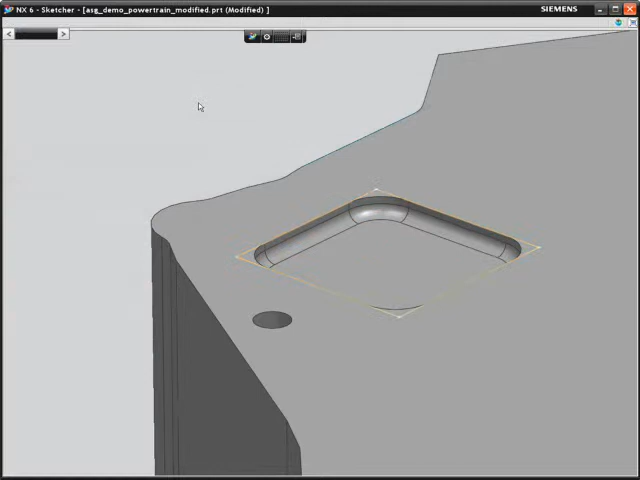 NX 6 - Sketcher - [asg_demo_powertrain_modified.prt (Modified) ]
SIEMENS